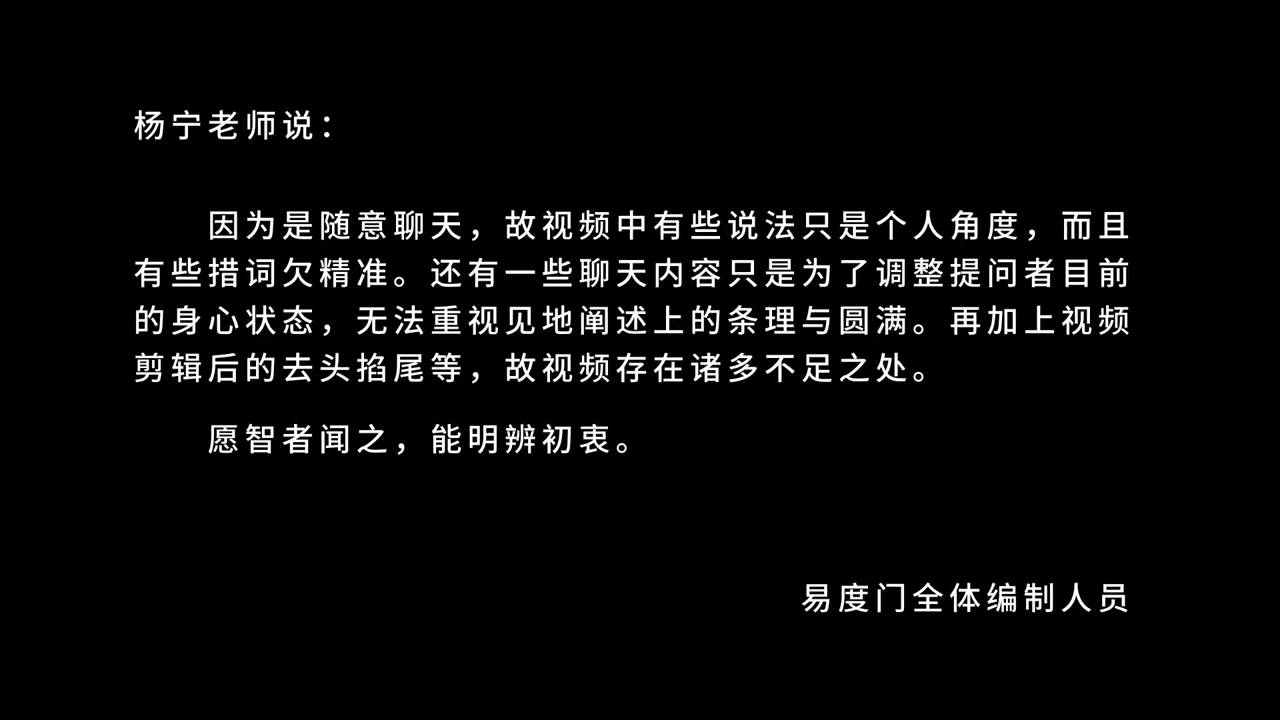 杨宁老师说：
因为是随意聊天，故视频中有些说法只是个人角度，而且
有些措词欠精准。还有一些聊天内容只是为了调整提问者目前
的身心状态，无法重视见地阐述上的条理与圆满。再加上视频
剪辑后的去头掐尾等，故视频存在诸多不足之处。
愿智者闻之，能明辨初衷。
易度门全体编制人员